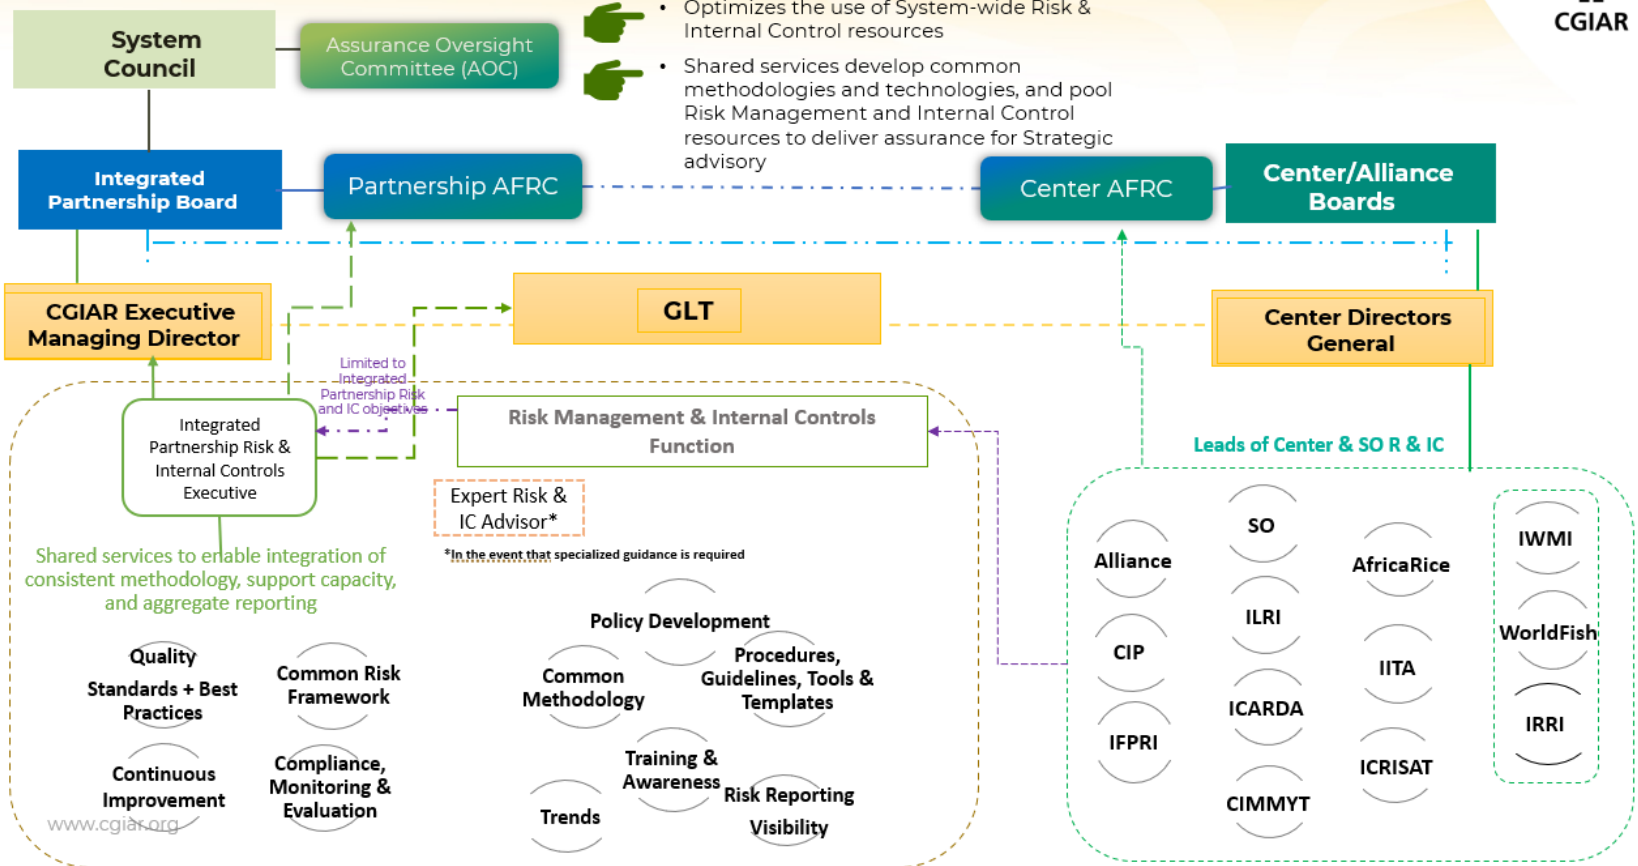 • Optimizes the use of System-wide Risk &
Internal Control resources
• Shared services develop common
methodologies and technologies, and pool
Risk Management and Internal Control
resources to deliver assurance for Strategic
advisory
CGIAR
System
Council
Assurance Oversight
Committee (AOC)
Integrated
Partnership Board
Partnership AFRC
Center AFRC
Center/Alliance
Boards
CGIAR Executive
Managing Director
GLT
Center Directors
General
Limited to
Integrated
Partnership Risk
and IC objectives
Integrated
Partnership Risk &
Internal Controls
Executive
Risk Management & Internal Controls
Function
Expert Risk &
IC Advisor*
*In the event that specialized guidance is required
Shared services to enable integration of
consistent methodology, support capacity,
and aggregate reporting
Quality
Standards + Best
Practices
Common Risk
Framework
Continuous
Improvement
Compliance,
Monitoring &
Evaluation
Policy Development
Common
Methodology
Procedures,
Guidelines, Tools &
Templates
Training &
Awareness
Trends
Risk Reporting
Visibility
Leads of Center & SO R & IC
Alliance
CIP
IFPRI
SO
ILRI
ICARDA
CIMMYT
AfricaRice
IITA
ICRISAT
IWMI
WorldFish
IRRI
www.cgiar.org